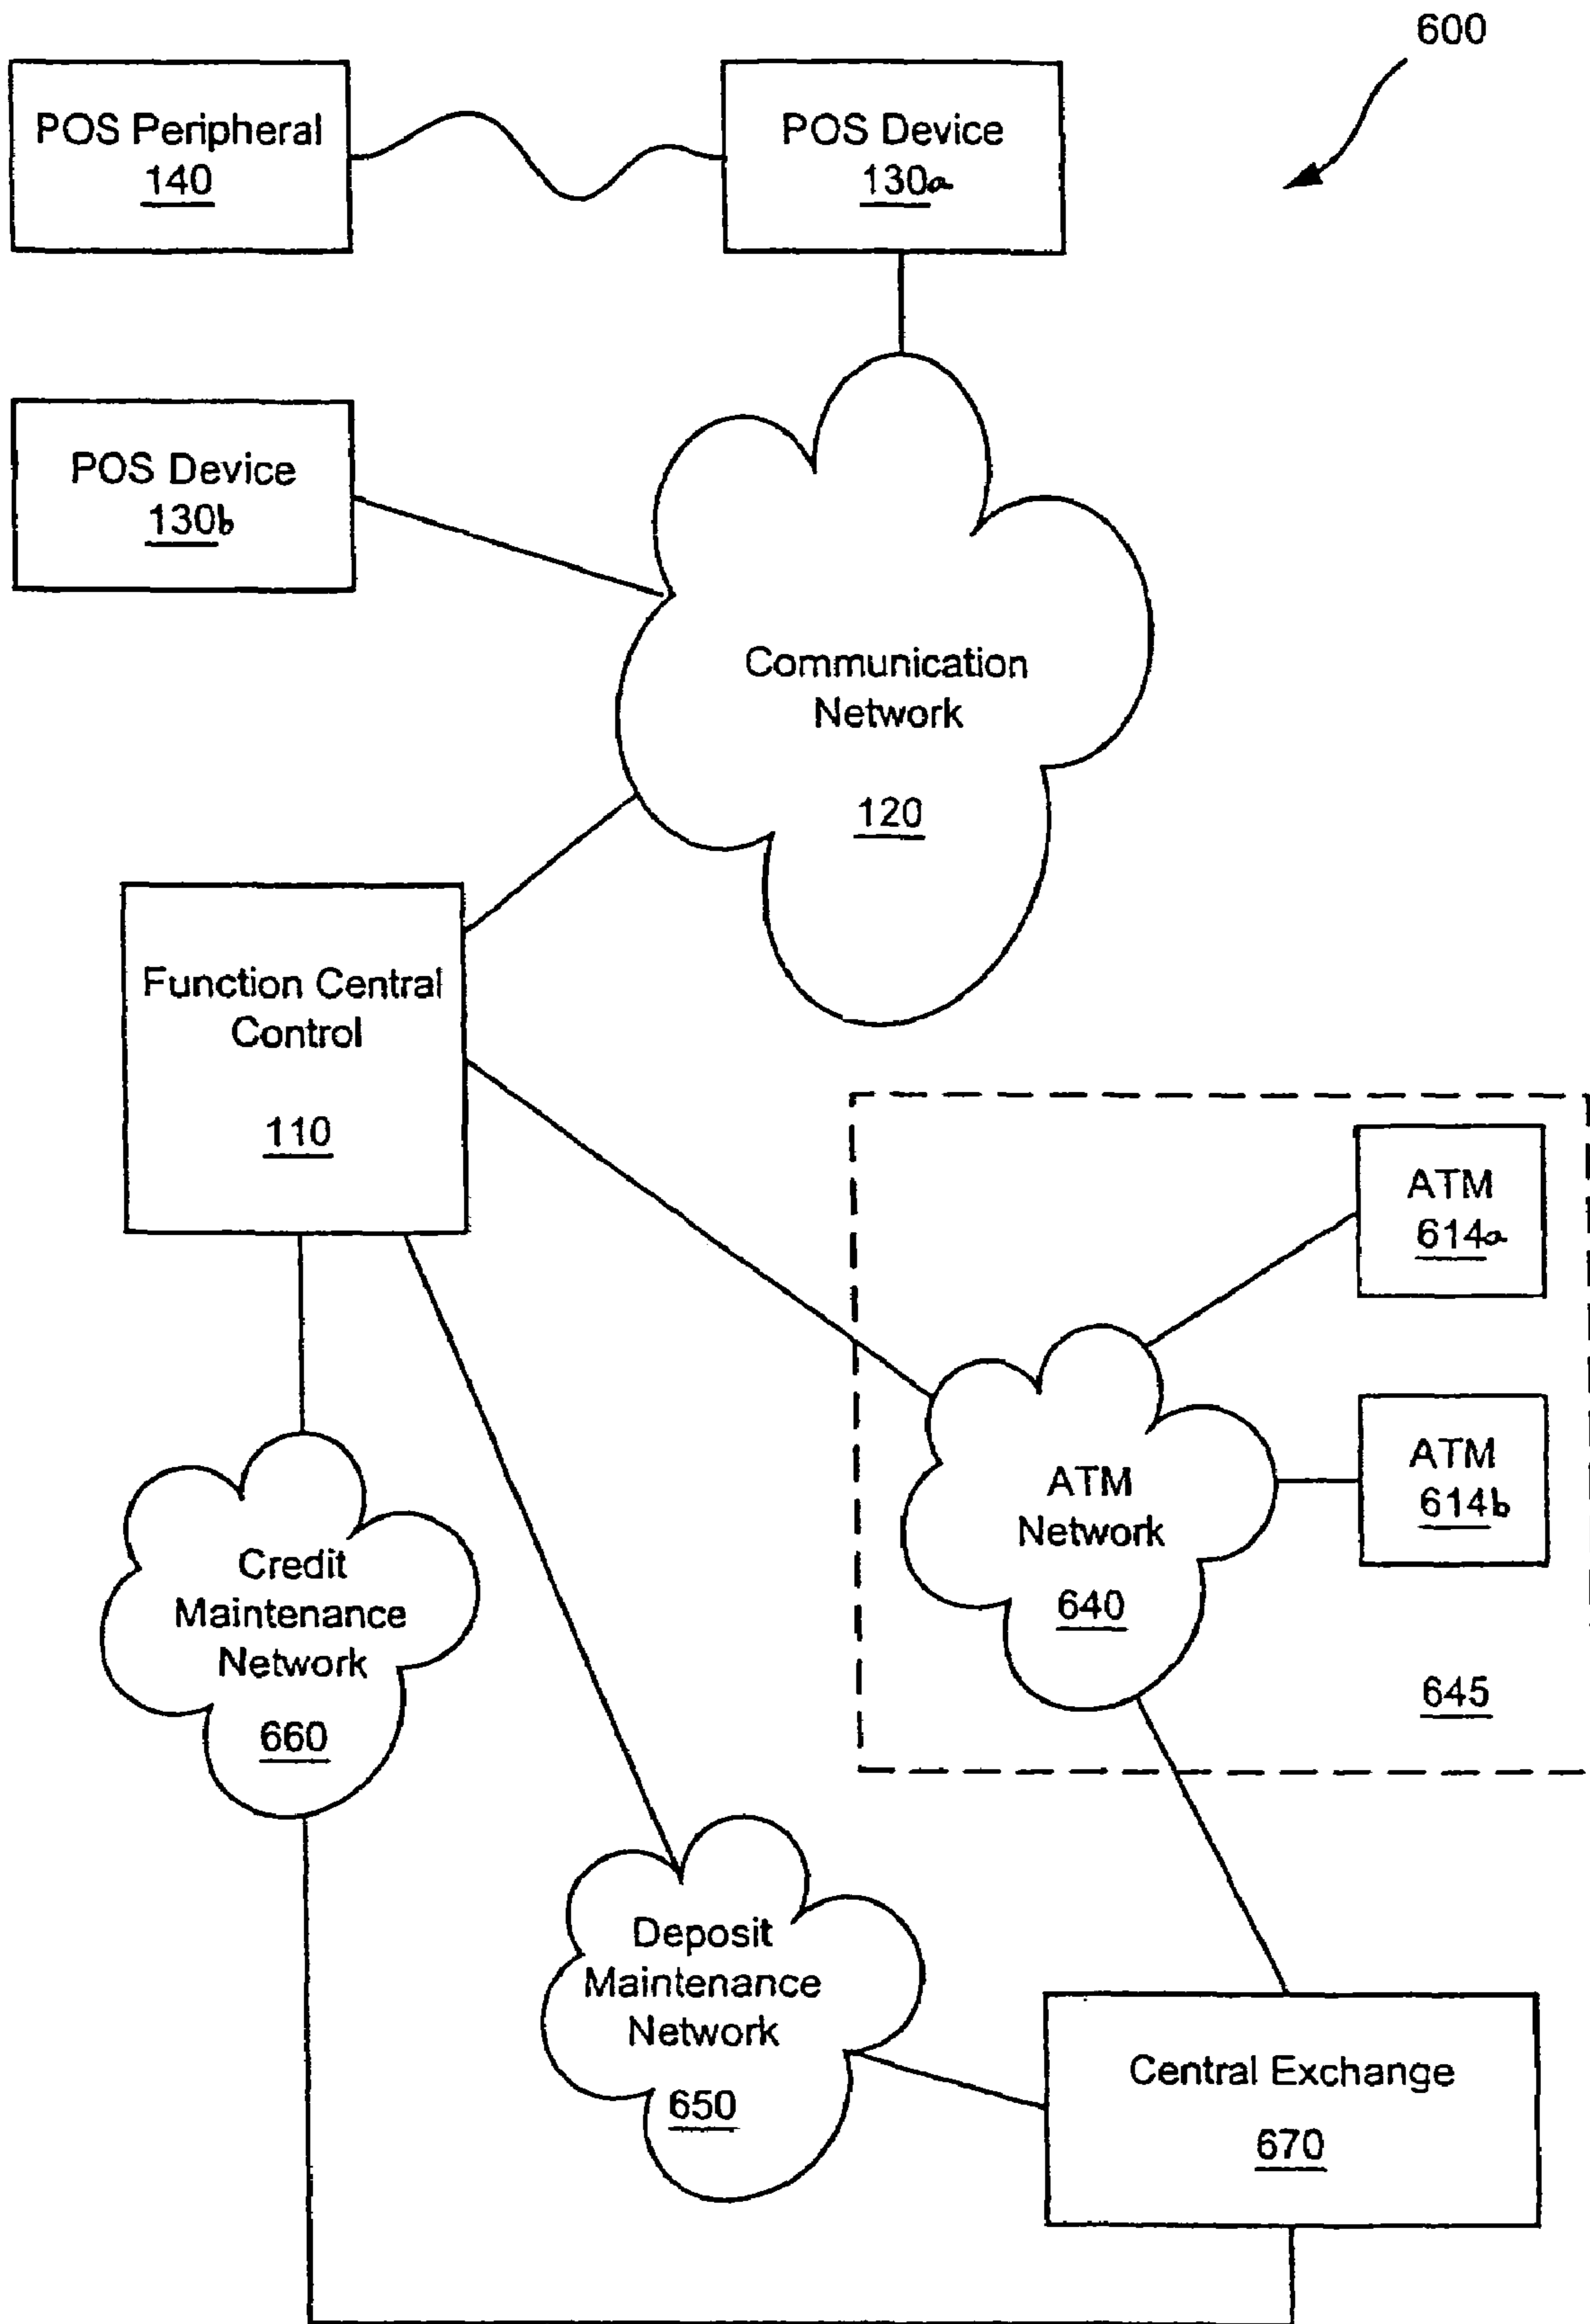 600
POS Peripheral
140
POS Device
130a
POS Device
130b
Communication
Network
120
Function Central
Control
110
ATM
614a
ATM
614b
ATM
Network
640
645
Credit
Maintenance
Network
660
Deposit
Maintenance
Network
650
Central Exchange
670